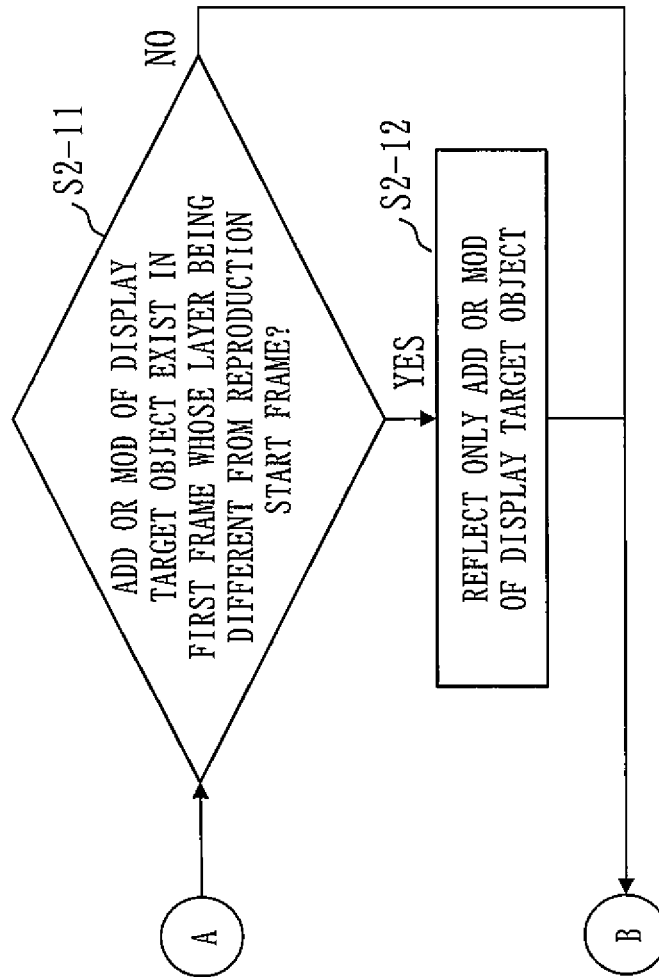 A
S2-11
ADD OR MOD OF DISPLAY
TARGET OBJECT EXIST IN
FIRST FRAME WHOSE LAYER BEING
DIFFERENT FROM REPRODUCTION
START FRAME?
NO
YES
S2-12
REFLECT ONLY ADD OR MOD
OF DISPLAY TARGET OBJECT
B